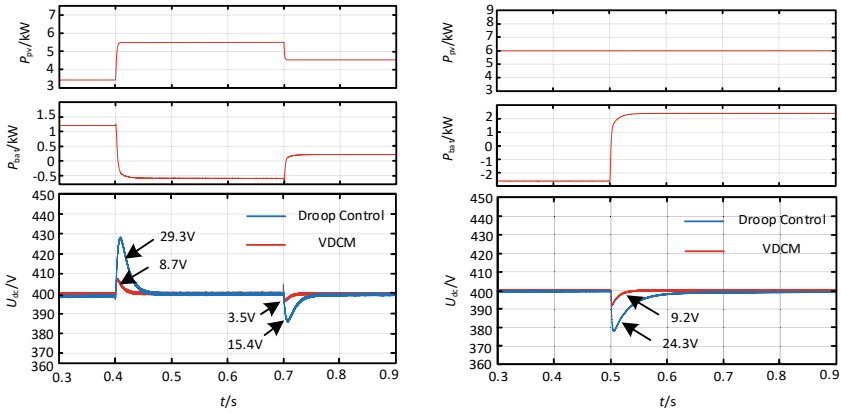 7
6
5
4
3
P_pv/kW
1.5
1
0.5
0
-0.5
P_bat/kW
450
440
430
420
410
400
390
380
370
360
U_dc/V
Droop Control
VDCM
29.3V
8.7V
3.5V
15.4V
0.3 0.4 0.5 0.6 0.7 0.8 0.9
t/s
9
8
7
6
5
4
3
P_pv/kW
2
1
0
-1
-2
P_bat/kW
450
440
430
420
410
400
390
380
370
360
U_dc/V
Droop Control
VDCM
9.2V
24.3V
0.3 0.4 0.5 0.6 0.7 0.8 0.9
t/s